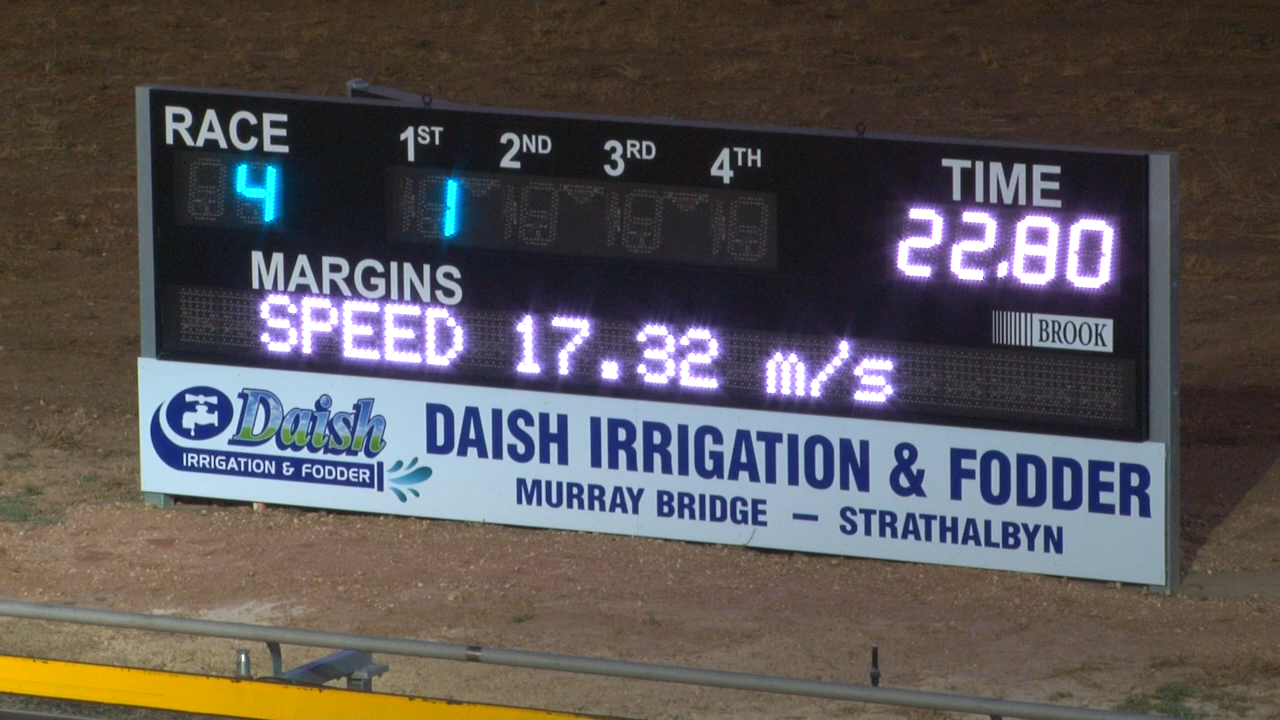 RACE 1ST 2ND 3RD 4TH TIME
4 1 22.80
MARGINS
BROOK
SPEED 17.32 m/s
Daish
IRRIGATION & FODDER
DAISH IRRIGATION & FODDER
MURRAY BRIDGE — STRATHALBYN